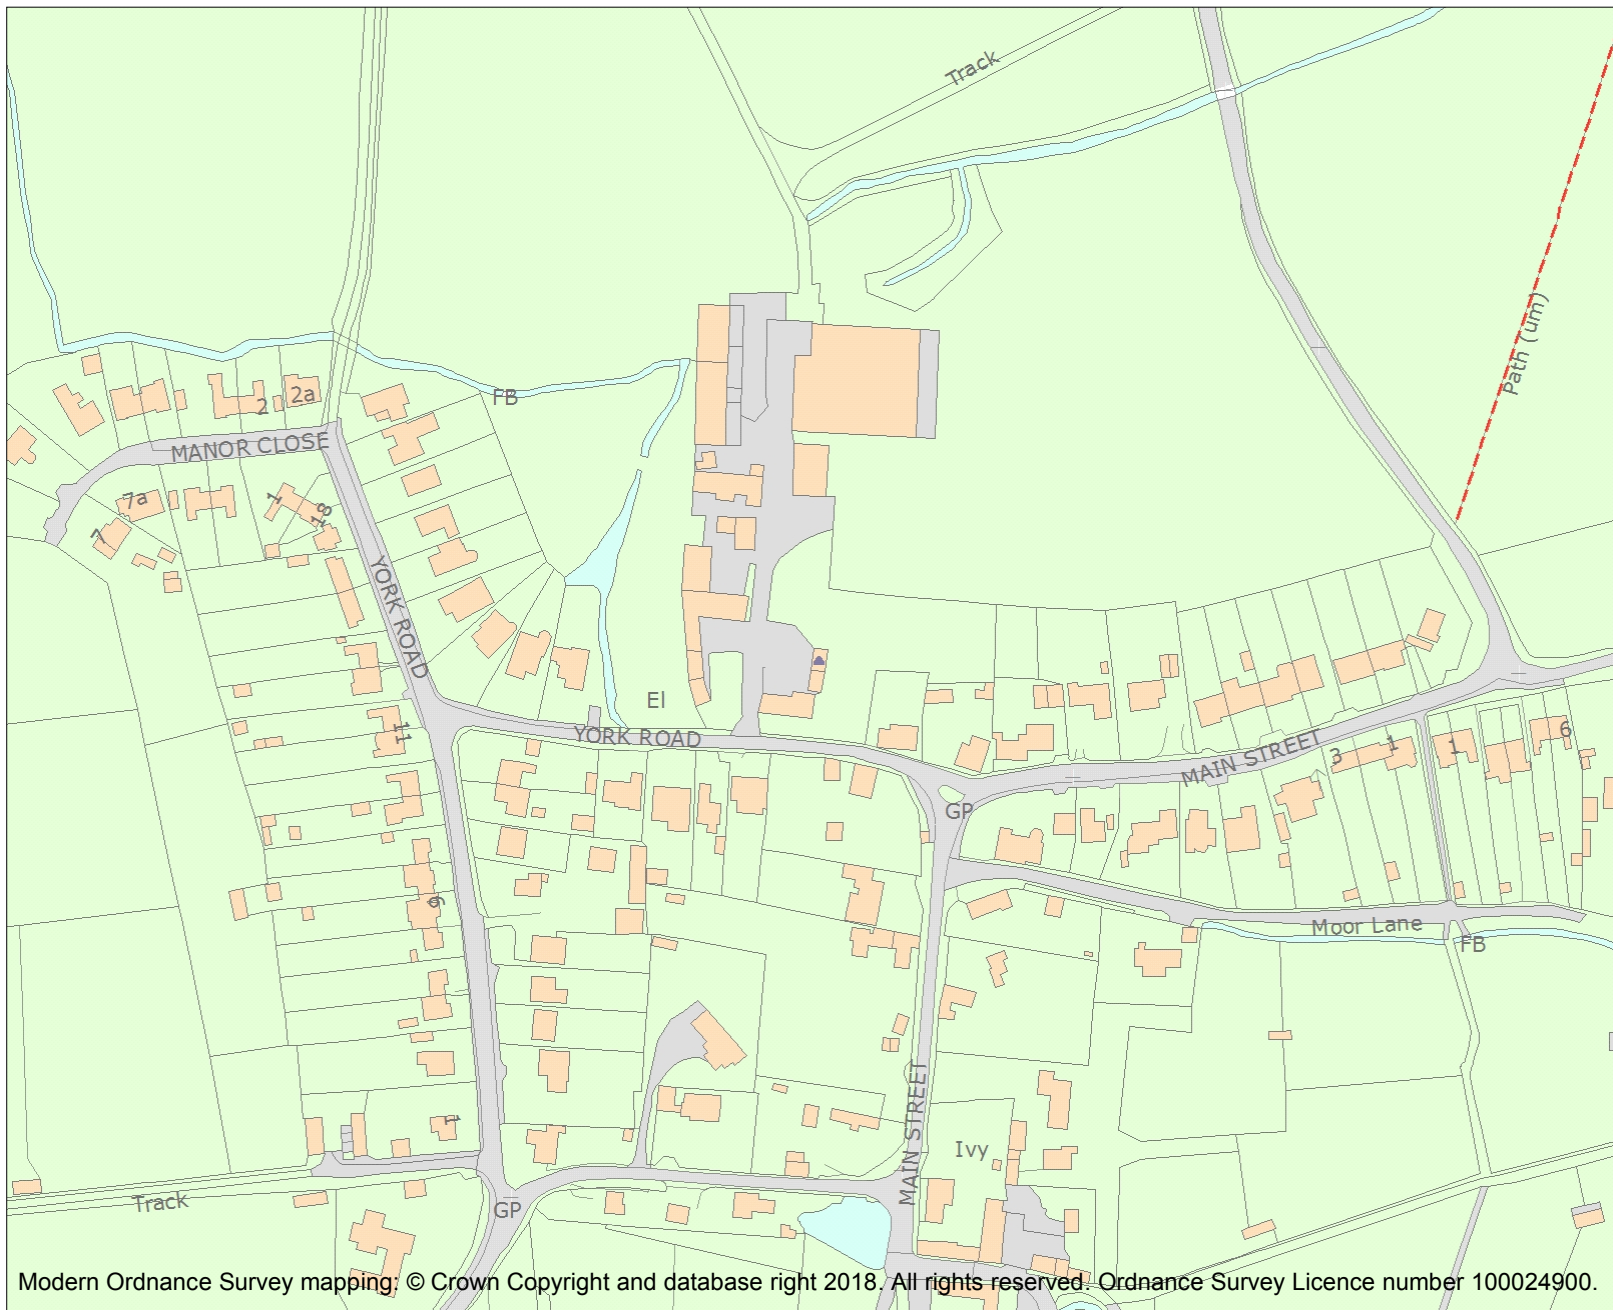 Track
Path (um)
FB
2a
2
MANOR CLOSE
7a
1
18
7
YORK ROAD
El
11
YORK ROAD
MAIN STREET
3
1
1
6
GP
9
Moor Lane
FB
MAIN STREET
1
Ivy
Track
GP
Modern Ordnance Survey mapping: © Crown Copyright and database right 2018. All rights reserved. Ordnance Survey Licence number 100024900.